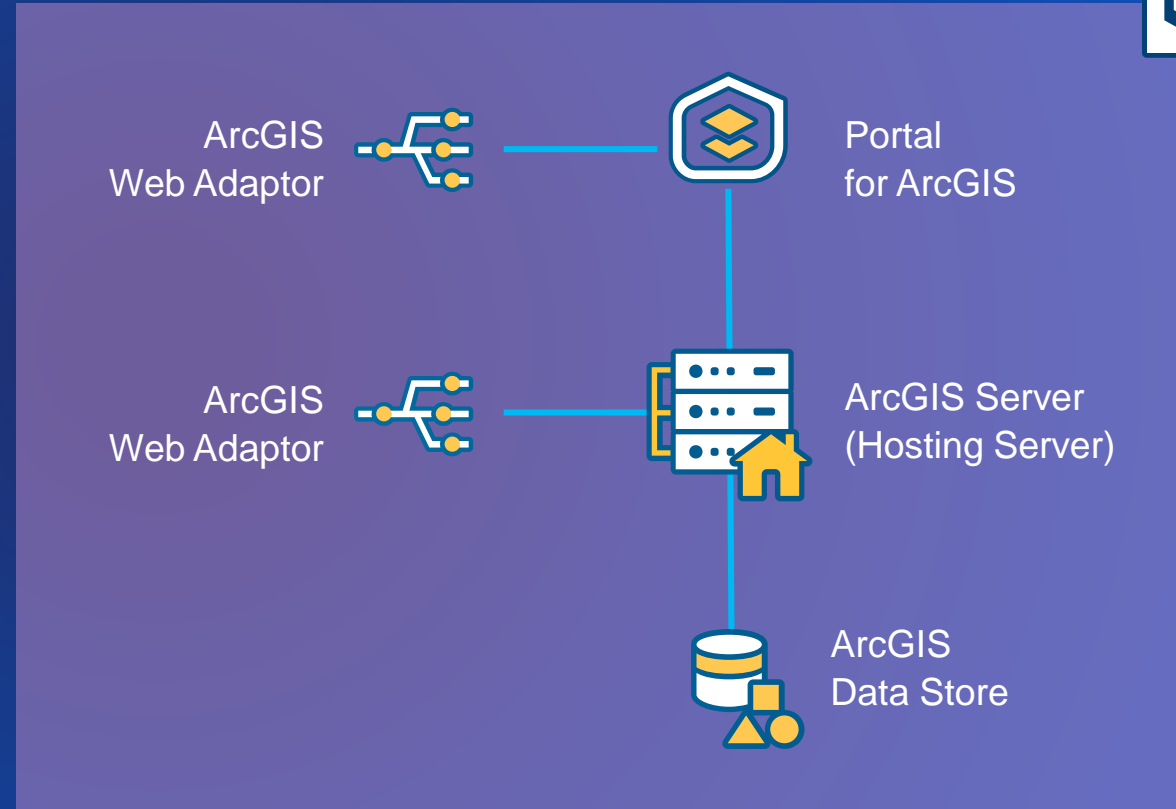 ArcGIS
Web Adaptor
Portal
for ArcGIS
ArcGIS
Web Adaptor
ArcGIS Server
(Hosting Server)
ArcGIS
Data Store